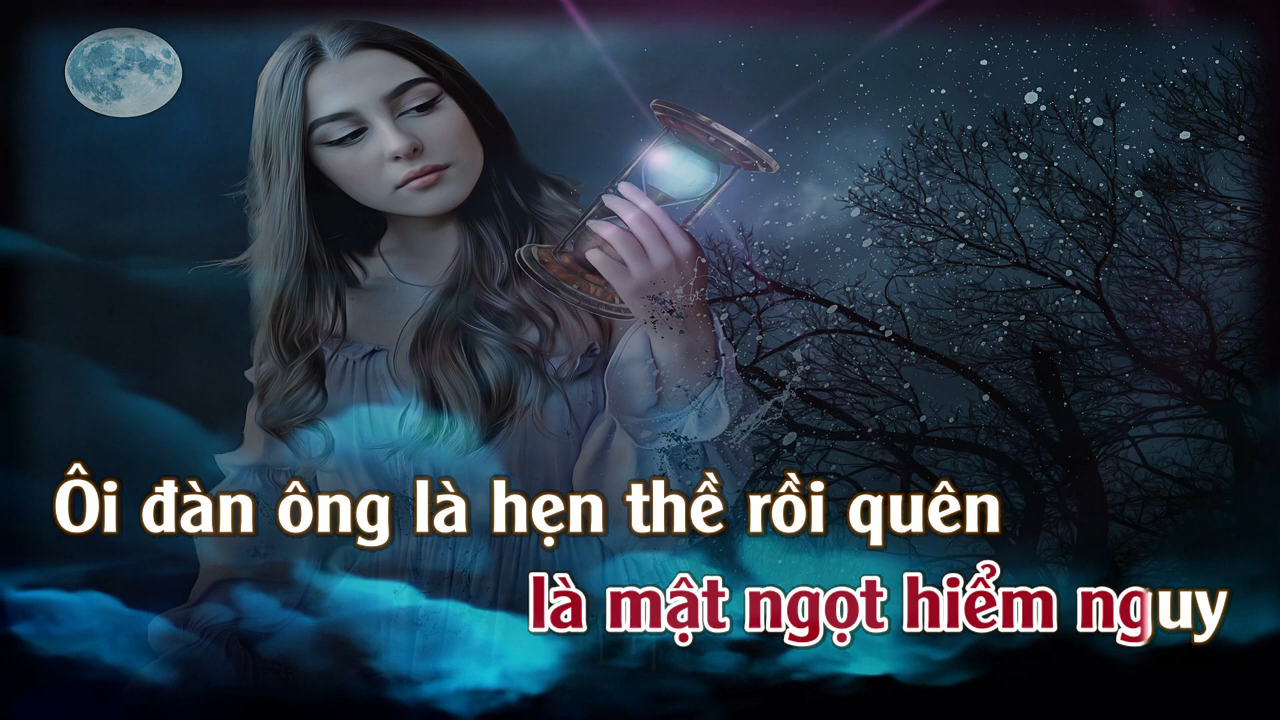 Ôi đàn ông là hẹn thề rồi quên
là mật ngọt hiểm nguy